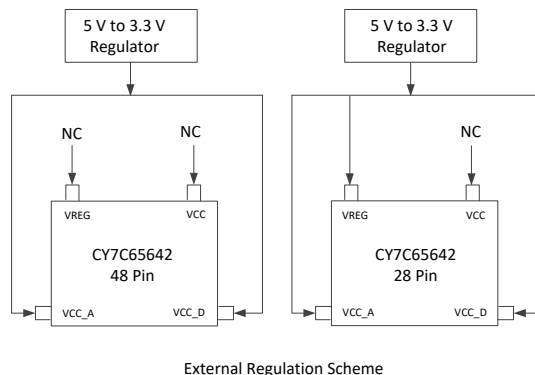 5 V to 3.3 V
Regulator
NC
NC
VREG
VCC
CY7C65642
48 Pin
VCC_A
VCC_D
5 V to 3.3 V
Regulator
NC
VREG
VCC
CY7C65642
28 Pin
VCC_A
VCC_D
External Regulation Scheme